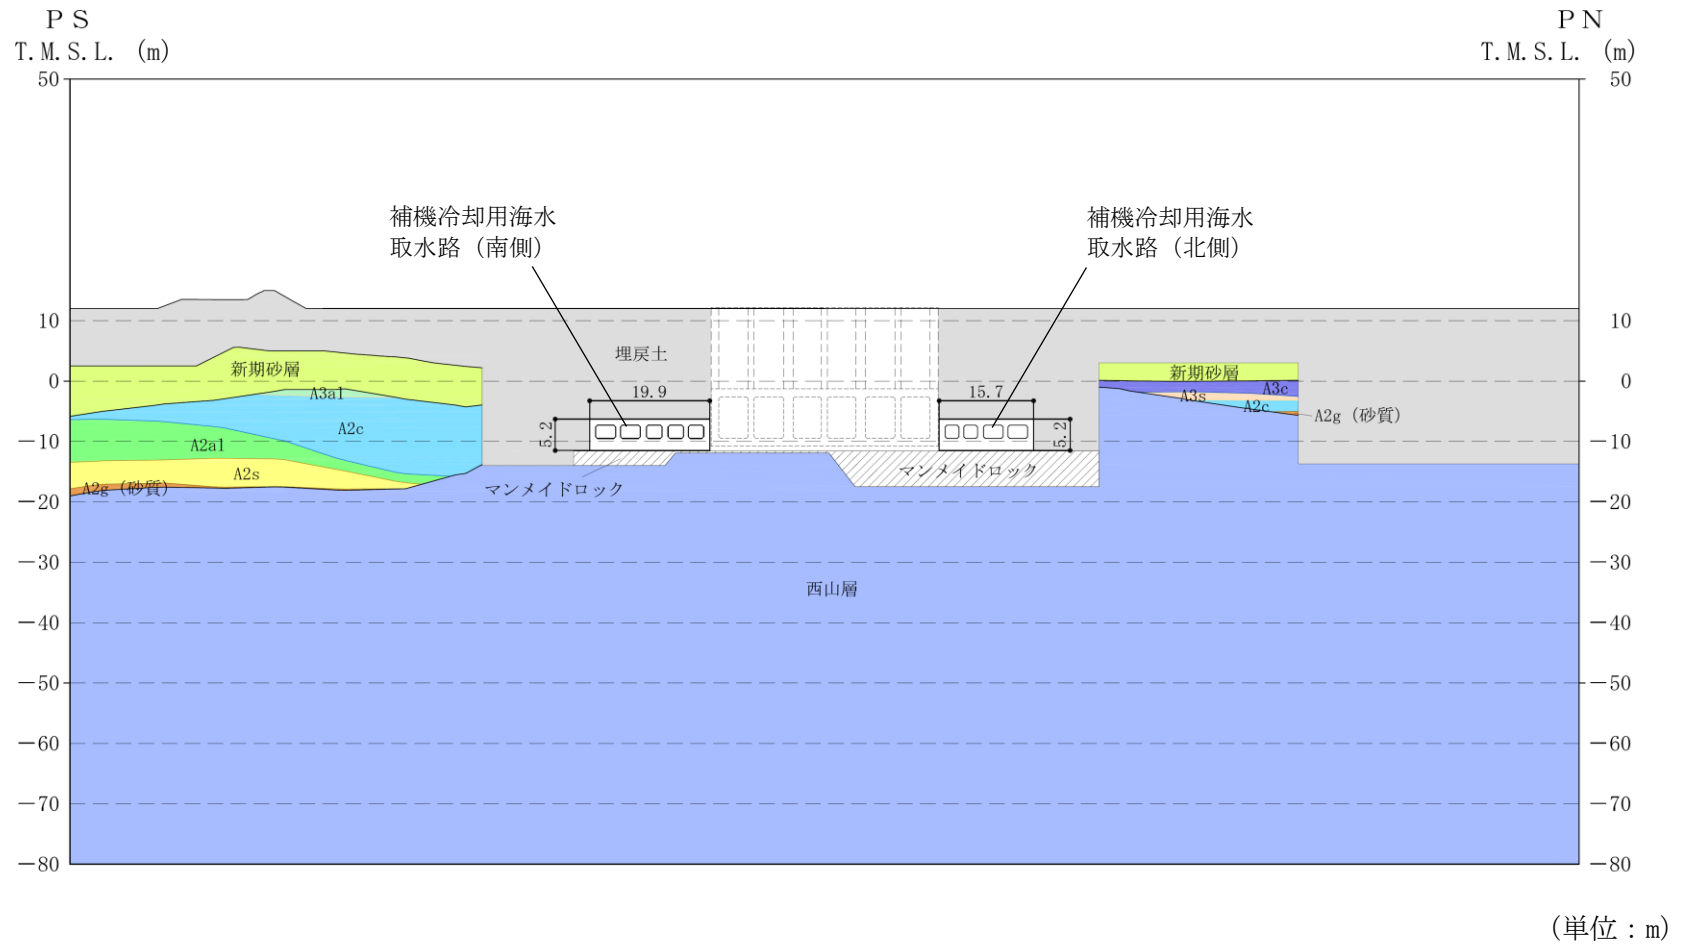 ＰＳ
T.M.S.L. (m)
ＰＮ
T.M.S.L. (m)
50
50
補機冷却用海水
取水路（南側）
補機冷却用海水
取水路（北側）
10
10
埋戻土
新期砂層
新期砂層
0
0
A3al
19.9
15.7
A3c
A3s
A2c
A2g（砂質）
A2c
5.2
5.2
-10
-10
A2al
A2s
マンメイドロック
A2g（砂質）
マンメイドロック
-20
-20
-30
-30
西山層
-40
-40
-50
-50
-60
-60
-70
-70
-80
-80
（単位：m）